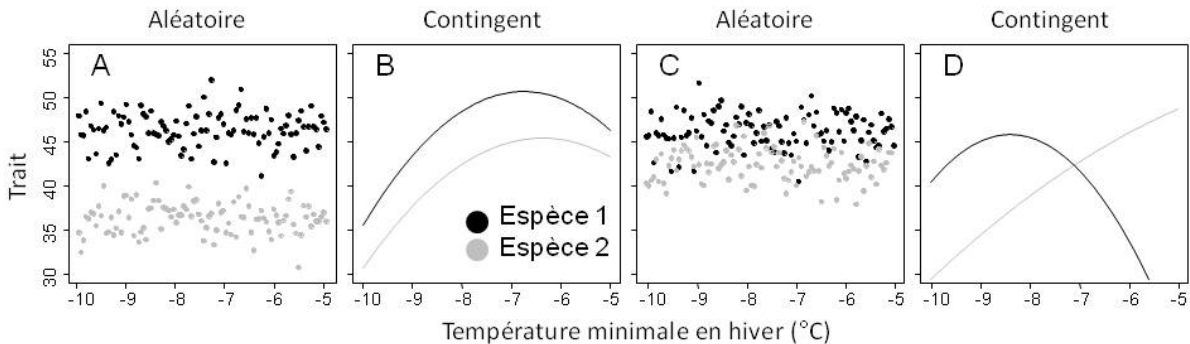 Aléatoire Contingent Aléatoire Contingent
A B C D
55
50
45
40
35
30
Trait
Espèce 1
Espèce 2
-10 -9 -8 -7 -6 -5 -10 -9 -8 -7 -6 -5 -10 -9 -8 -7 -6 -5 -10 -9 -8 -7 -6 -5
Température minimale en hiver (°C)